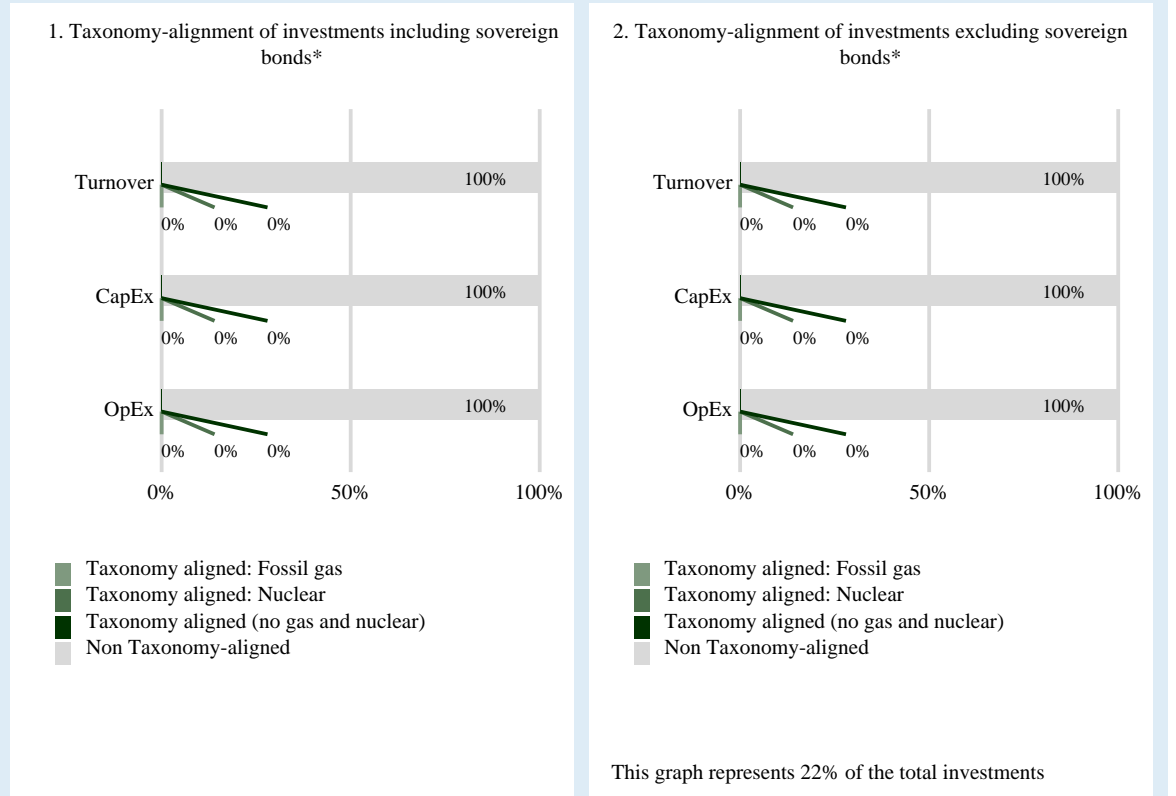 1. Taxonomy-alignment of investments including sovereign
bonds*
Turnover
100%
0% 0% 0%
CapEx
100%
0% 0% 0%
OpEx
100%
0% 0% 0%
0% 50% 100%
Taxonomy aligned: Fossil gas
Taxonomy aligned: Nuclear
Taxonomy aligned (no gas and nuclear)
Non Taxonomy-aligned
2. Taxonomy-alignment of investments excluding sovereign
bonds*
Turnover
100%
0% 0% 0%
CapEx
100%
0% 0% 0%
OpEx
100%
0% 0% 0%
0% 50% 100%
Taxonomy aligned: Fossil gas
Taxonomy aligned: Nuclear
Taxonomy aligned (no gas and nuclear)
Non Taxonomy-aligned
This graph represents 22% of the total investments